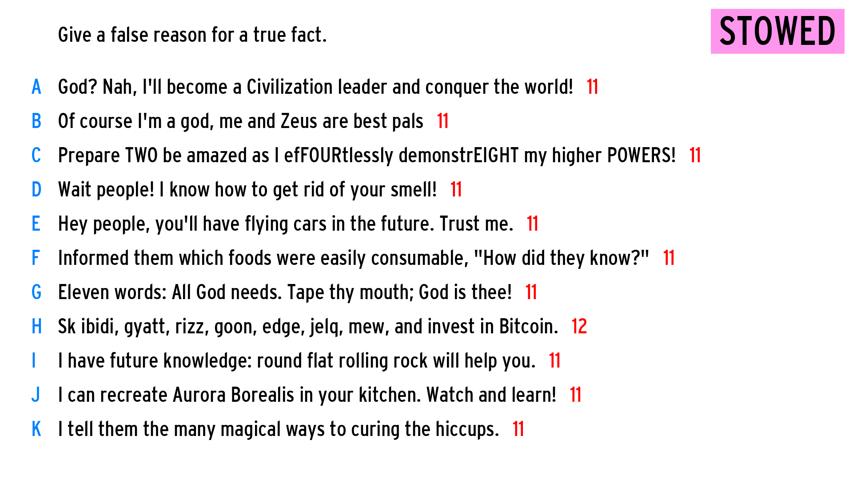 Give a false reason for a true fact.
STOWED
A God? Nah, I'll become a Civilization leader and conquer the world! 11
B Of course I'm a god, me and Zeus are best pals 11
C Prepare TWO be amazed as I efFOURtlessly demonstrEIGHT my higher POWERS! 11
D Wait people! I know how to get rid of your smell! 11
E Hey people, you'll have flying cars in the future. Trust me. 11
F Informed them which foods were easily consumable, "How did they know?" 11
G Eleven words: All God needs. Tape thy mouth; God is thee! 11
H Sk ibidi, gyatt, rizz, goon, edge, jelq, mew, and invest in Bitcoin. 12
I I have future knowledge: round flat rolling rock will help you. 11
J I can recreate Aurora Borealis in your kitchen. Watch and learn! 11
K I tell them the many magical ways to curing the hiccups. 11